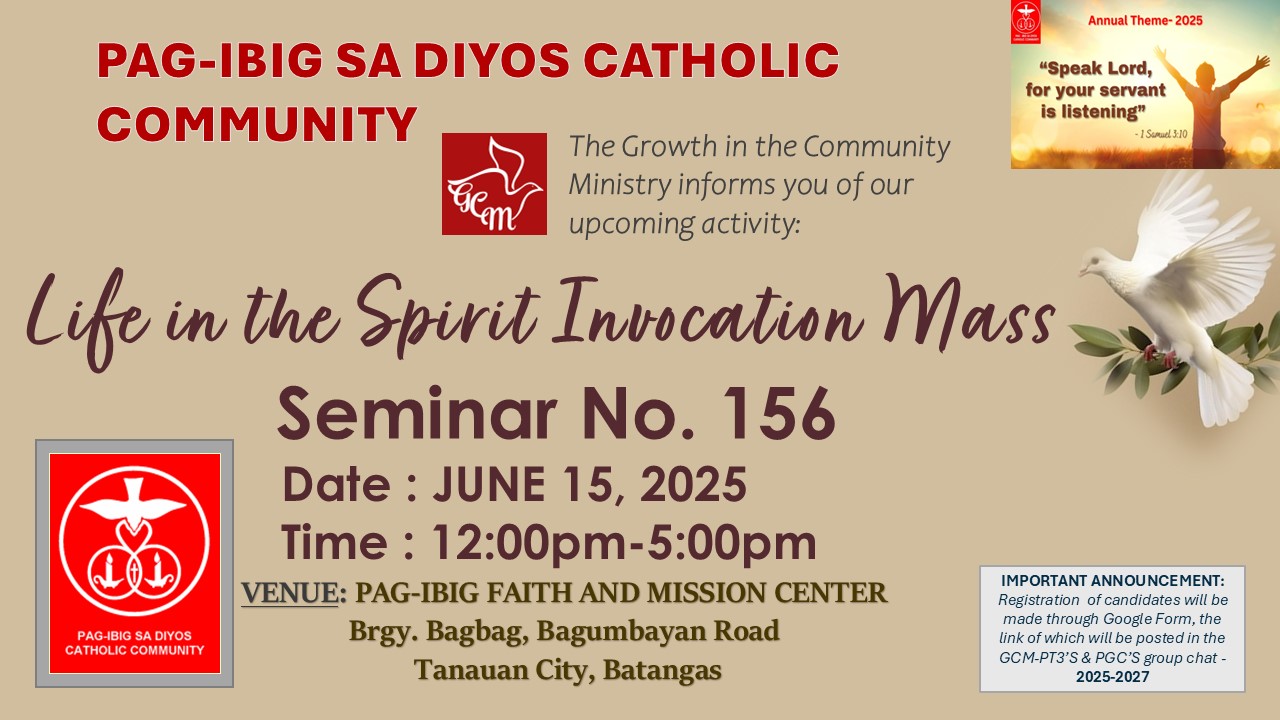 PAG-IBIG SA DIYOS CATHOLIC
COMMUNITY
Annual Theme- 2025
“Speak Lord,
for your servant
is listening”
- 1 Samuel 3:10
GCM
The Growth in the Community
Ministry informs you of our
upcoming activity:
Life in the Spirit Invocation Mass
Seminar No. 156
Date : JUNE 15, 2025
Time : 12:00pm-5:00pm
VENUE: PAG-IBIG FAITH AND MISSION CENTER
Brgy. Bagbag, Bagumbayan Road
Tanauan City, Batangas
PAG-IBIG SA DIYOS
CATHOLIC COMMUNITY
IMPORTANT ANNOUNCEMENT:
Registration of candidates will be
made through Google Form, the
link of which will be posted in the
GCM-PT3’S & PGC’S group chat -
2025-2027